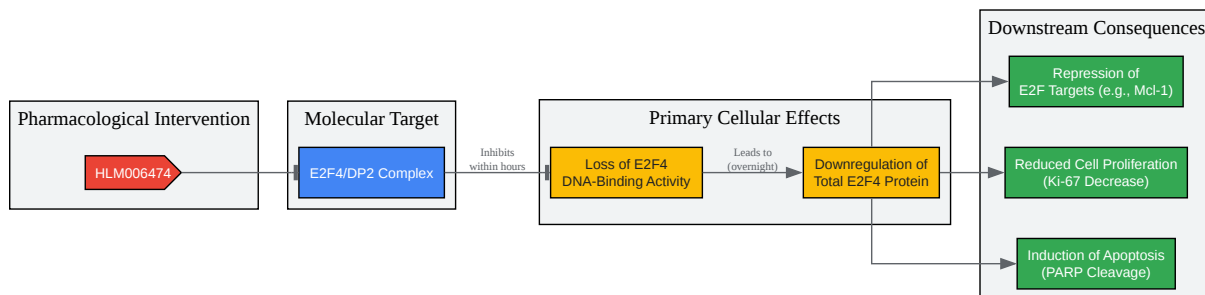 Pharmacological Intervention
HLM006474
Molecular Target
E2F4/DP2 Complex
Inhibits
within hours
Primary Cellular Effects
Loss of E2F4
DNA-Binding Activity
Leads to
(overnight)
Downregulation of
Total E2F4 Protein
Downstream Consequences
Repression of
E2F Targets (e.g., Mcl-1)
Reduced Cell Proliferation
(Ki-67 Decrease)
Induction of Apoptosis
(PARP Cleavage)